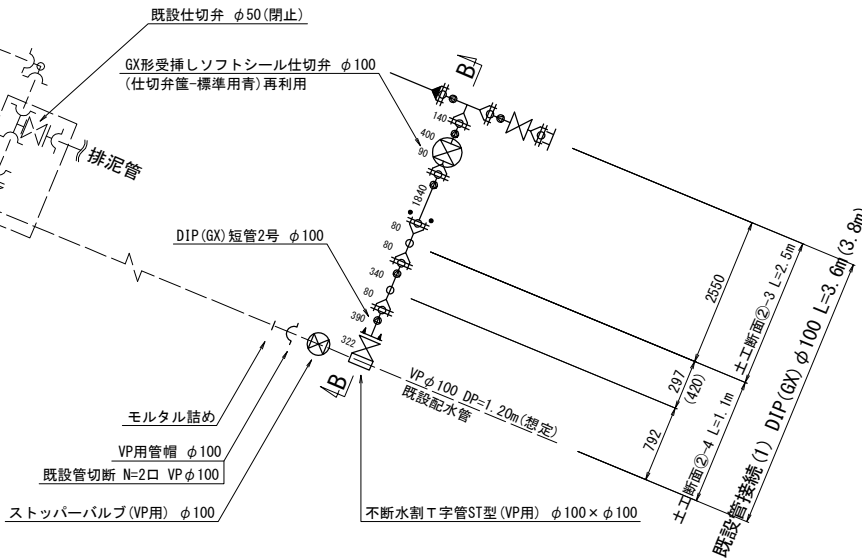 既設仕切弁 φ50(閉止)
GX形受挿しソフトシール仕切弁 φ100
(仕切弁筺-標準用青)再利用
B
140
400
90
排泥管
1840
80
DIP(GX)短管2号 φ100
80
340
80
390
322
B
VPφ100 DP=1.20m(想定)
既設配水管
2550
297
(420)
792
土工断面②-3 L=2.5m
土工断面②-4 L=1.1m
既設管接続(1) DIP(GX)φ100 L=3.6m(3.8m)
モルタル詰め
VP用管帽 φ100
既設管切断 N=2口 VPφ100
ストッパーバルブ(VP用) φ100
不断水割T字管ST型(VP用) φ100×φ100